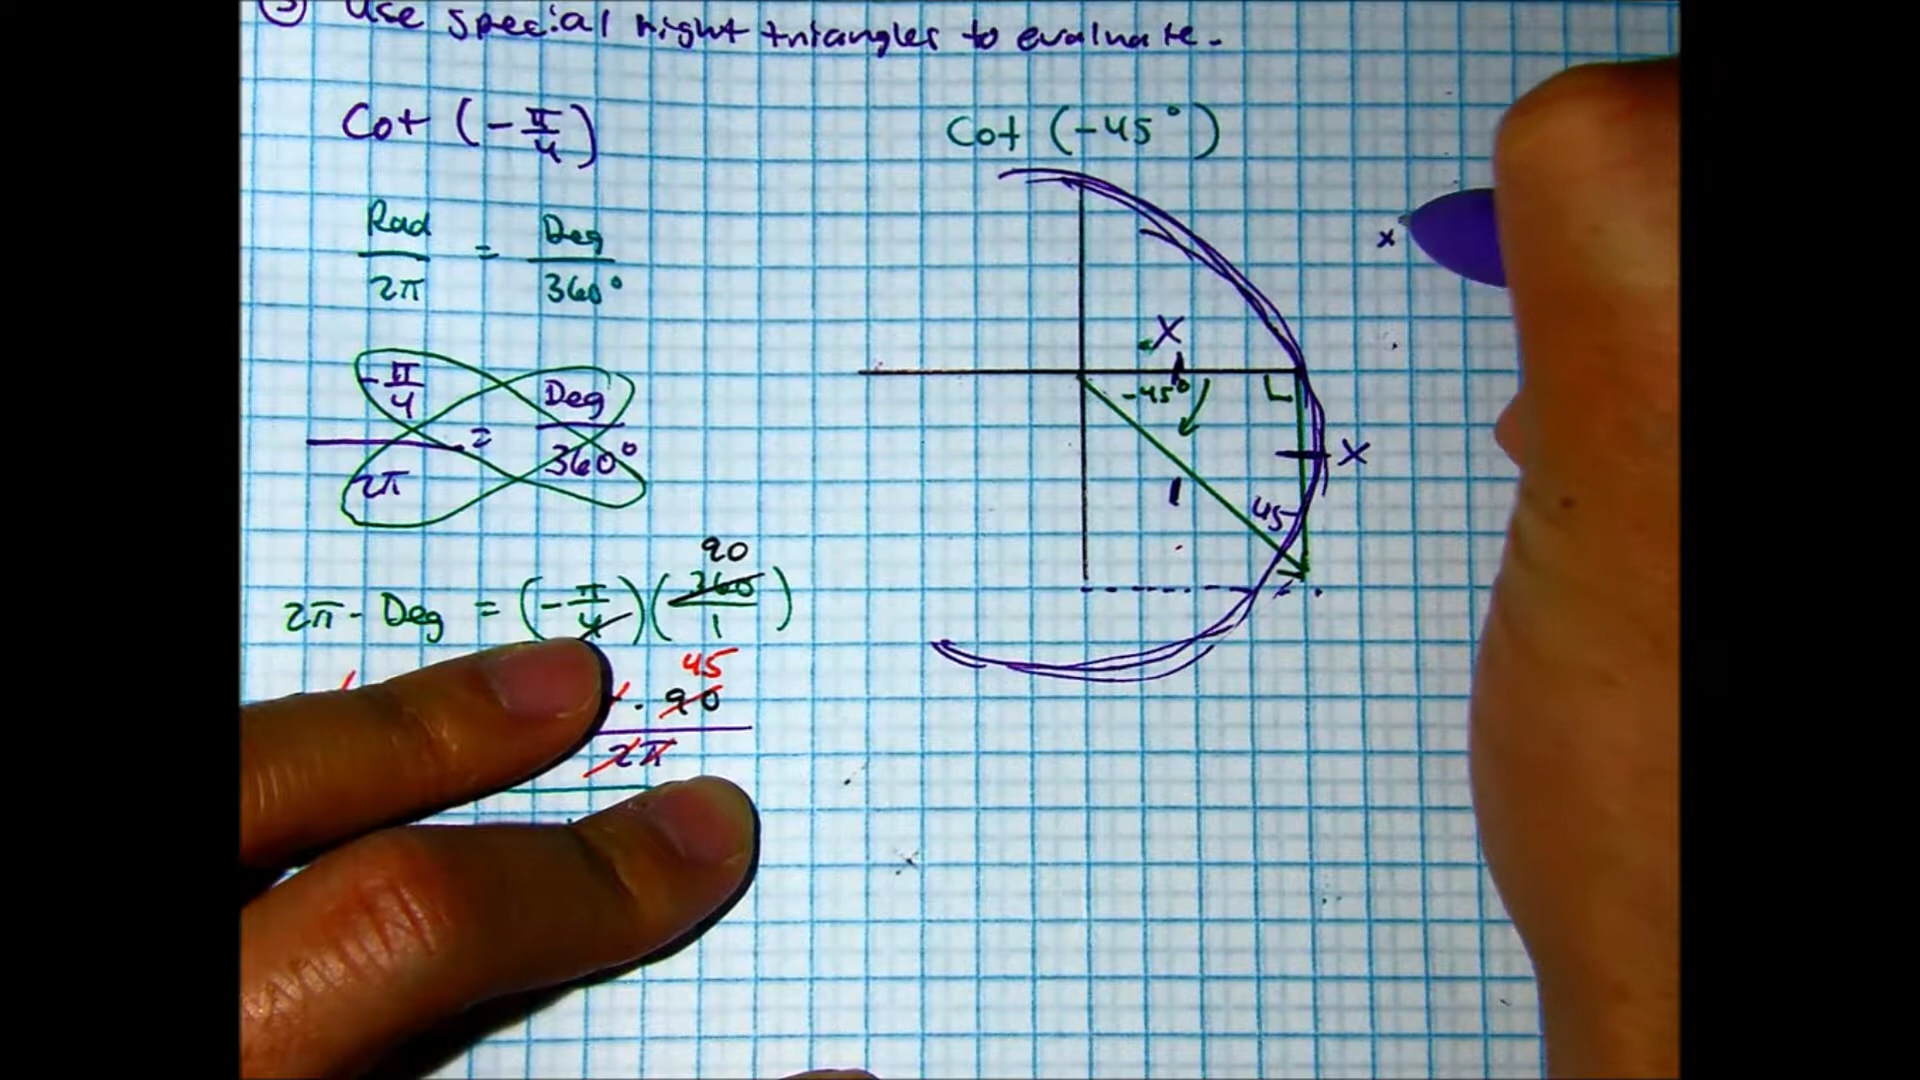 ③ Use special right triangles to evaluate.
Cot (-π/4)
Rad/2π = Deg/360°
-π/4 / 2π = Deg/360°
90
2π · Deg = (-π/4)(360/1)
45
· 90
2π
Cot (-45°)
x
X
-45°
X
1
45